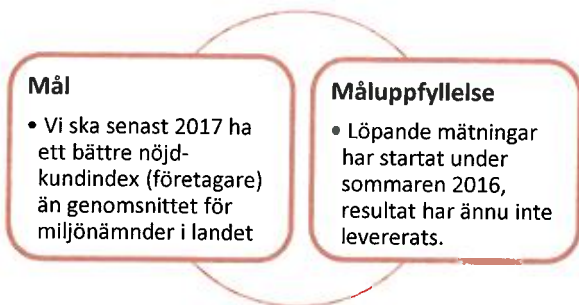 Mål
• Vi ska senast 2017 ha
ett bättre nöjd-
kundindex (företagare)
än genomsnittet för
miljönämnder i landet
Måluppfyllelse
• Löpande mätningar
har startat under
sommaren 2016,
resultat har ännu inte
levererats.